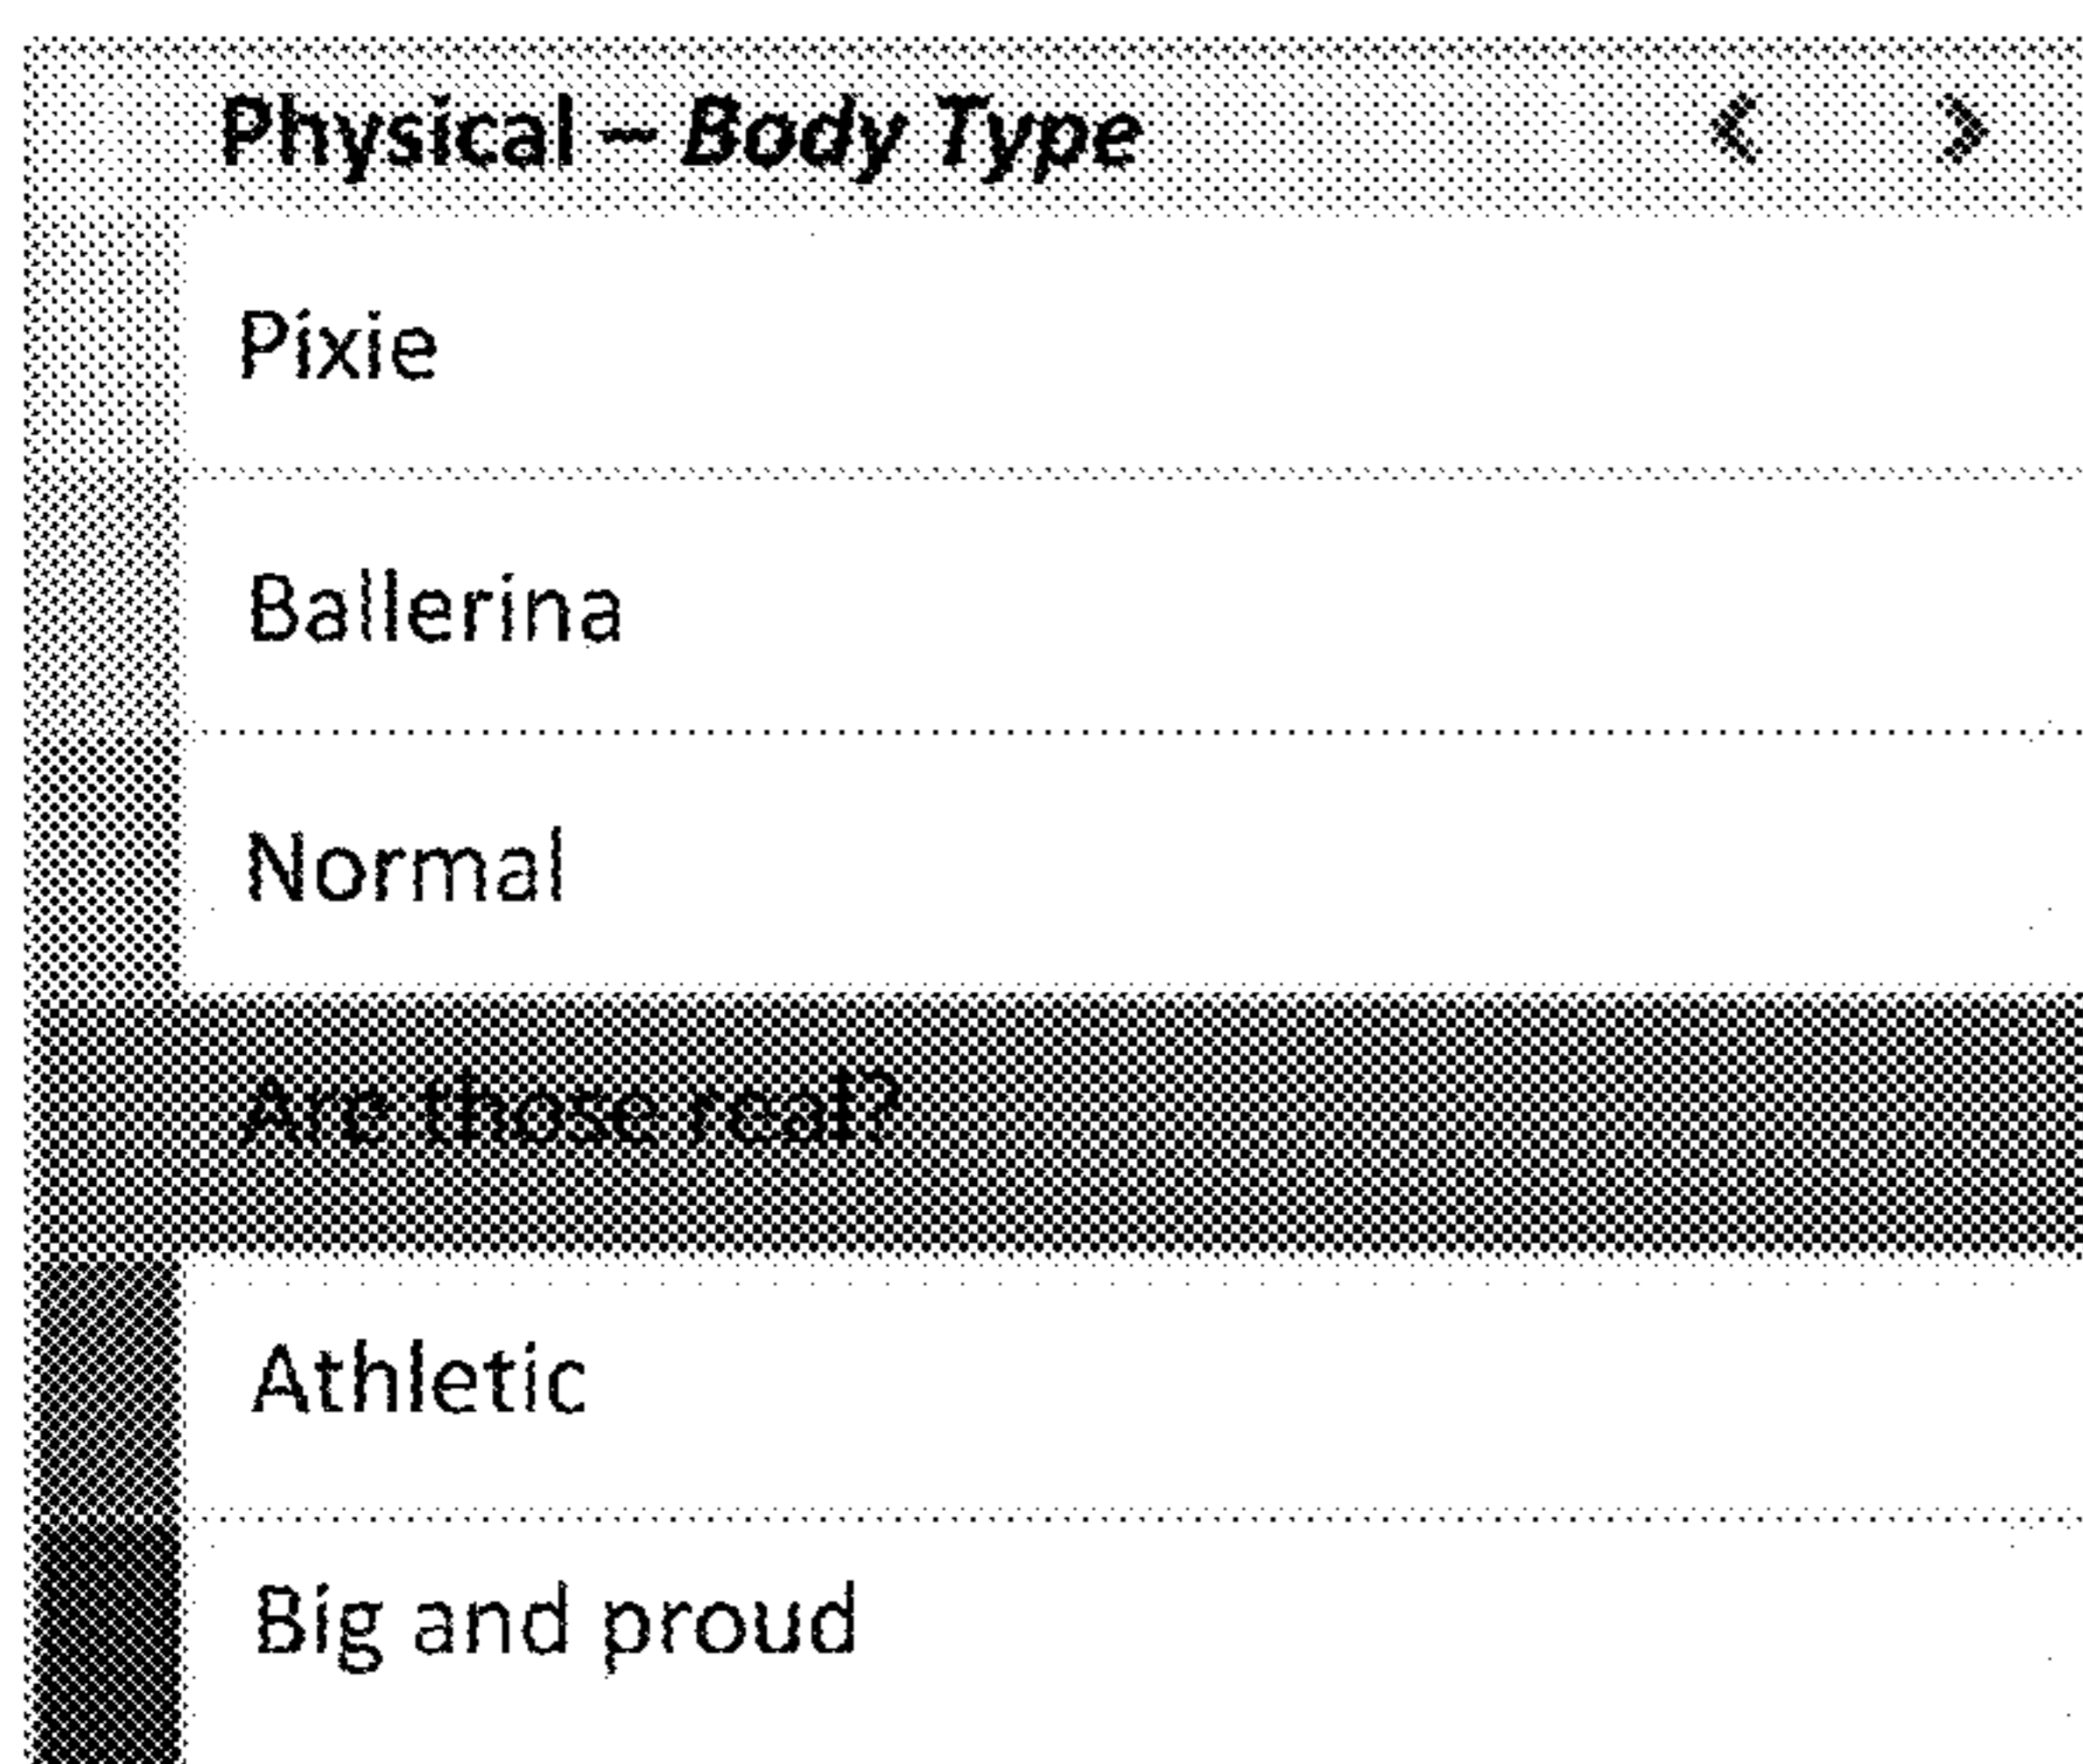 Physical – Body Type < >
Pixie
Ballerina
Normal
Are those real?
Athletic
Big and proud